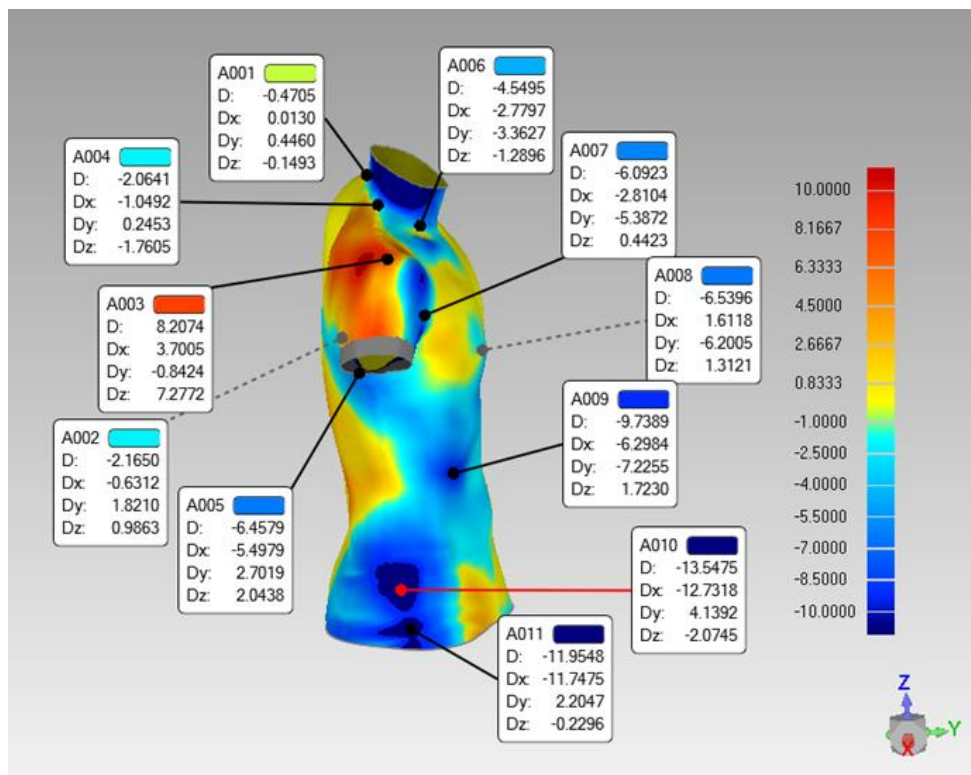 A001
D: -0.4705
Dx: 0.0130
Dy: 0.4460
Dz: -0.1493
A006
D: -4.5495
Dx: -2.7797
Dy: -3.3627
Dz: -1.2896
A004
D: -2.0641
Dx: -1.0492
Dy: 0.2453
Dz: -1.7605
A007
D: -6.0923
Dx: -2.8104
Dy: -5.3872
Dz: 0.4423
A003
D: 8.2074
Dx: 3.7005
Dy: -0.8424
Dz: 7.2772
A008
D: -6.5396
Dx: 1.6118
Dy: -6.2005
Dz: 1.3121
A002
D: -2.1650
Dx: -0.6312
Dy: 1.8210
Dz: 0.9863
A009
D: -9.7389
Dx: -6.2984
Dy: -7.2255
Dz: 1.7230
A005
D: -6.4579
Dx: -5.4979
Dy: 2.7019
Dz: 2.0438
A010
D: -13.5475
Dx: -12.7318
Dy: 4.1392
Dz: -2.0745
A011
D: -11.9548
Dx: -11.7475
Dy: 2.2047
Dz: -0.2296
10.0000
8.1667
6.3333
4.5000
2.6667
0.8333
-1.0000
-2.5000
-4.0000
-5.5000
-7.0000
-8.5000
-10.0000
Z
Y
X